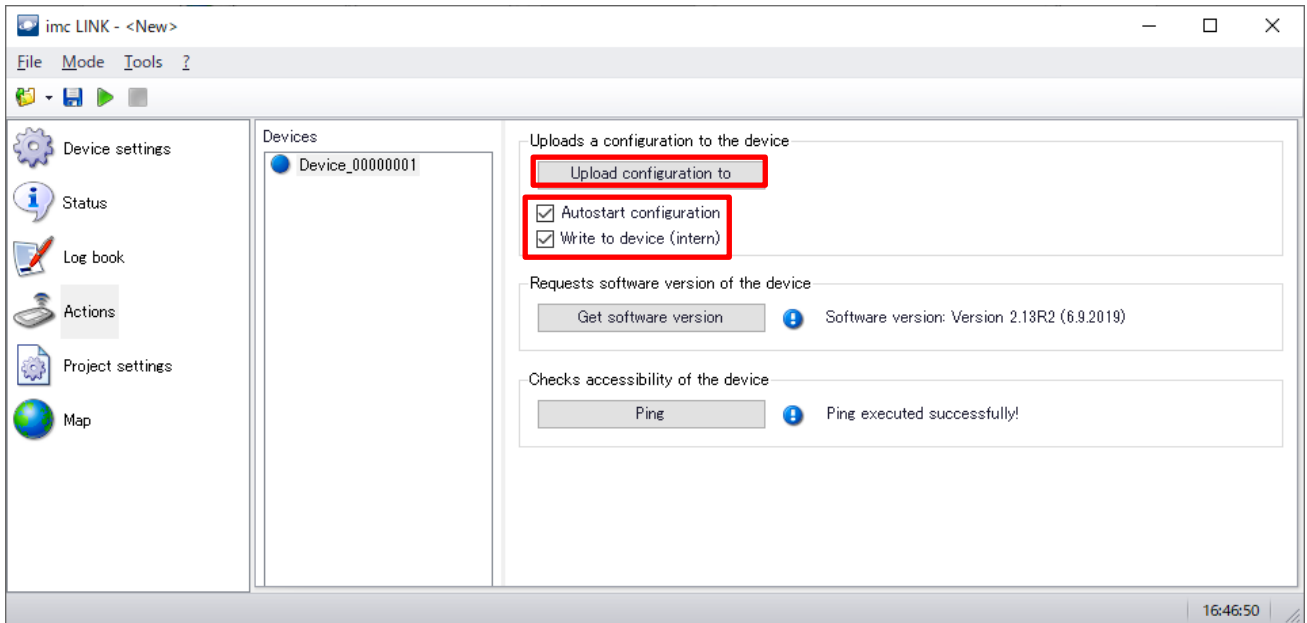 imc LINK - <New>
File Mode Tools ?
Device settings
Status
Log book
Actions
Project settings
Map
Devices
Device_00000001
Uploads a configuration to the device
Upload configuration to
Autostart configuration
Write to device (intern)
Requests software version of the device
Get software version
Software version: Version 2.13R2 (6.9.2019)
Checks accessibility of the device
Ping
Ping executed successfully!
16:46:50